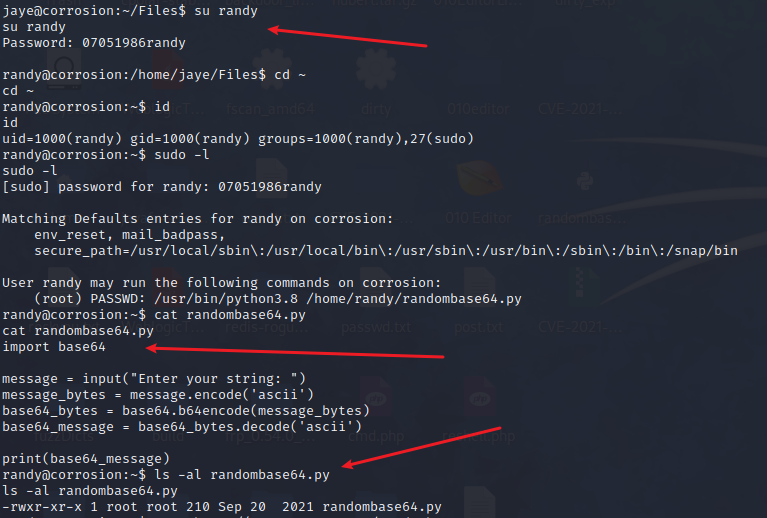 jaye@corrosion:~/Files$ su randy
su randy
Password: 07051986randy
randy@corrosion:/home/jaye/Files$ cd ~
cd ~
randy@corrosion:~$ id
id
uid=1000(randy) gid=1000(randy) groups=1000(randy),27(sudo)
randy@corrosion:~$ sudo -l
sudo -l
[sudo] password for randy: 07051986randy
Matching Defaults entries for randy on corrosion:
    env_reset, mail_badpass,
    secure_path=/usr/local/sbin\:/usr/local/bin\:/usr/sbin\:/usr/bin\:/sbin\:/bin\:/snap/bin
User randy may run the following commands on corrosion:
    (root) PASSWD: /usr/bin/python3.8 /home/randy/randombase64.py
randy@corrosion:~$ cat randombase64.py
cat randombase64.py
import base64
message = input("Enter your string: ")
message_bytes = message.encode('ascii')
base64_bytes = base64.b64encode(message_bytes)
base64_message = base64_bytes.decode('ascii')
print(base64_message)
randy@corrosion:~$ ls -al randombase64.py
ls -al randombase64.py
-rwxr-xr-x 1 root root 210 Sep 20  2021 randombase64.py